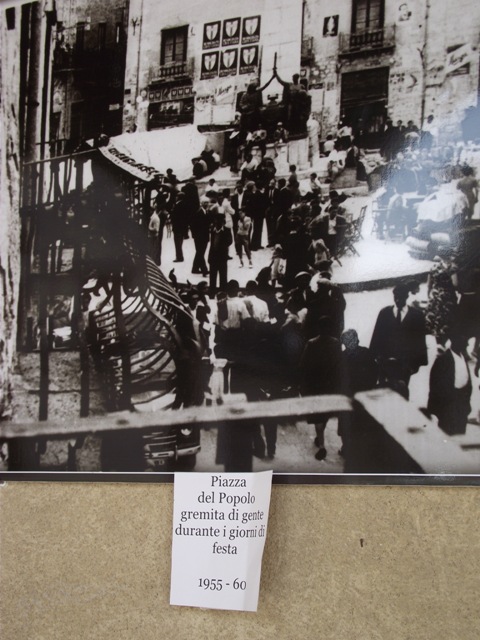 Piazza
del Popolo
gremita di gente
durante i giorni di
festa
1955 - 60